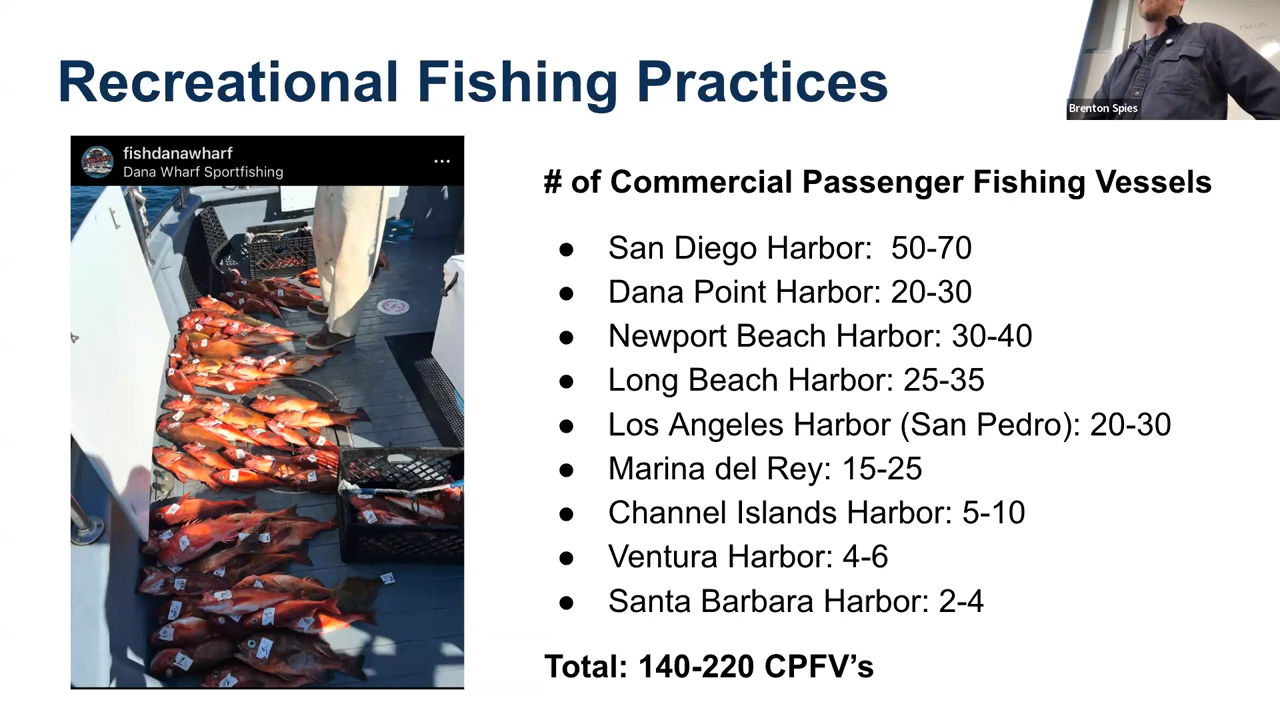 Recreational Fishing Practices
Brenton Spies
fishdanawharf
Dana Wharf Sportfishing
# of Commercial Passenger Fishing Vessels
● San Diego Harbor: 50-70
● Dana Point Harbor: 20-30
● Newport Beach Harbor: 30-40
● Long Beach Harbor: 25-35
● Los Angeles Harbor (San Pedro): 20-30
● Marina del Rey: 15-25
● Channel Islands Harbor: 5-10
● Ventura Harbor: 4-6
● Santa Barbara Harbor: 2-4
Total: 140-220 CPFV’s